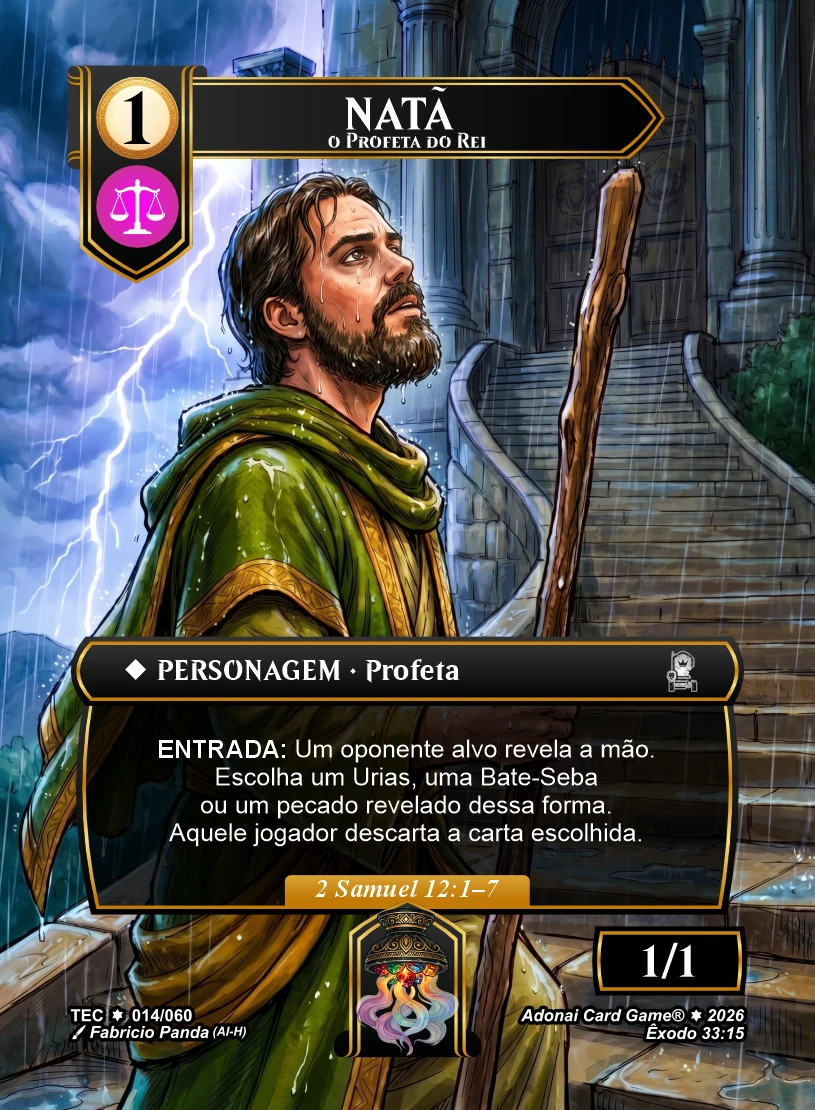 1
NATÃ
O PROFETA DO REI
◆ PERSONAGEM · Profeta
ENTRADA: Um oponente alvo revela a mão.
Escolha um Urias, uma Bate-Seba
ou um pecado revelado dessa forma.
Aquele jogador descarta a carta escolhida.
2 Samuel 12:1–7
1/1
TEC ✶ 014/060
Fabricio Panda (AI-H)
Adonai Card Game® ✶ 2026
Êxodo 33:15